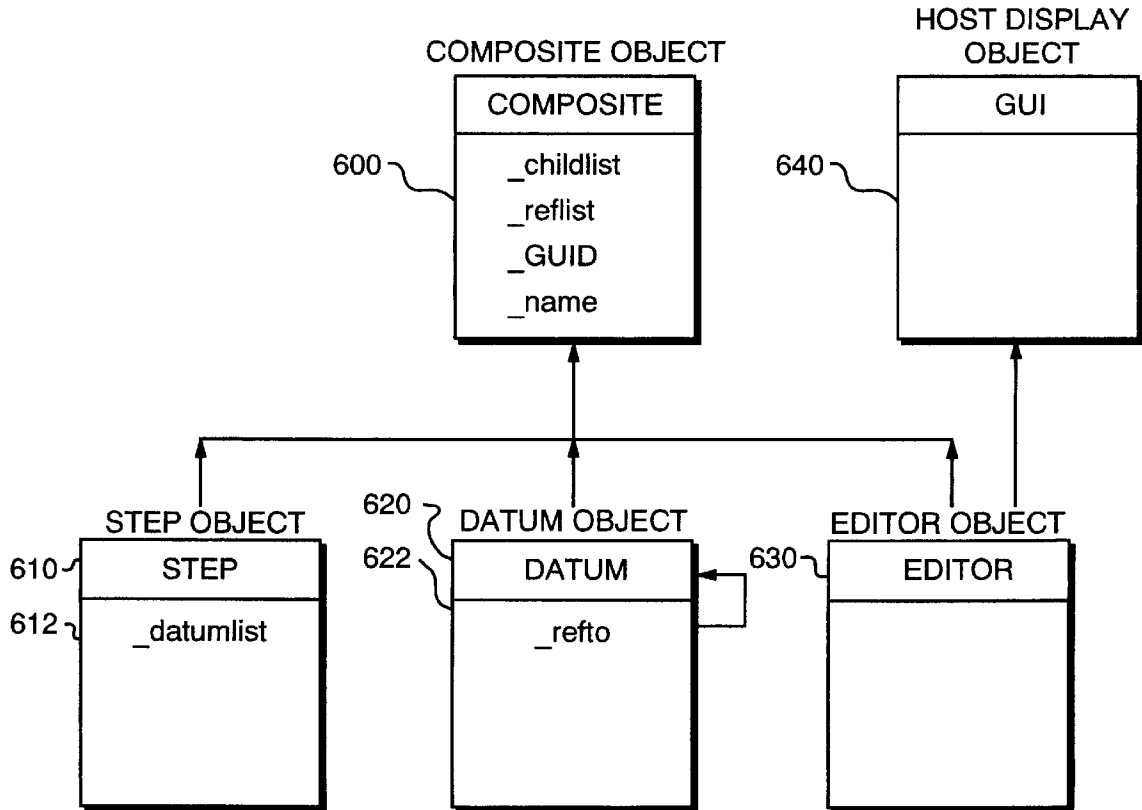 HOST DISPLAY
OBJECT
COMPOSITE OBJECT
COMPOSITE
GUI
600
_childlist
_reflist
_GUID
_name
640
STEP OBJECT
DATUM OBJECT
EDITOR OBJECT
610
STEP
612
_datumlist
620
622
DATUM
_refto
630
EDITOR